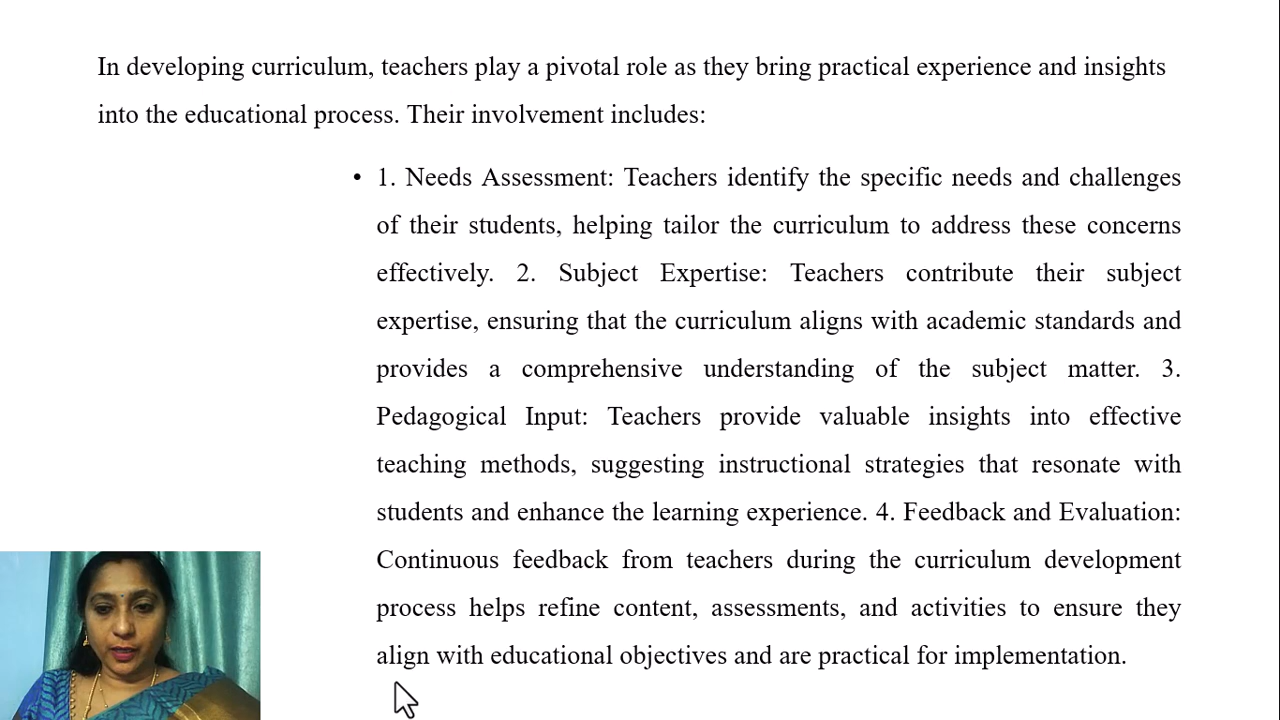 In developing curriculum, teachers play a pivotal role as they bring practical experience and insights
into the educational process. Their involvement includes:
• 1. Needs Assessment: Teachers identify the specific needs and challenges
of their students, helping tailor the curriculum to address these concerns
effectively. 2. Subject Expertise: Teachers contribute their subject
expertise, ensuring that the curriculum aligns with academic standards and
provides a comprehensive understanding of the subject matter. 3.
Pedagogical Input: Teachers provide valuable insights into effective
teaching methods, suggesting instructional strategies that resonate with
students and enhance the learning experience. 4. Feedback and Evaluation:
Continuous feedback from teachers during the curriculum development
process helps refine content, assessments, and activities to ensure they
align with educational objectives and are practical for implementation.